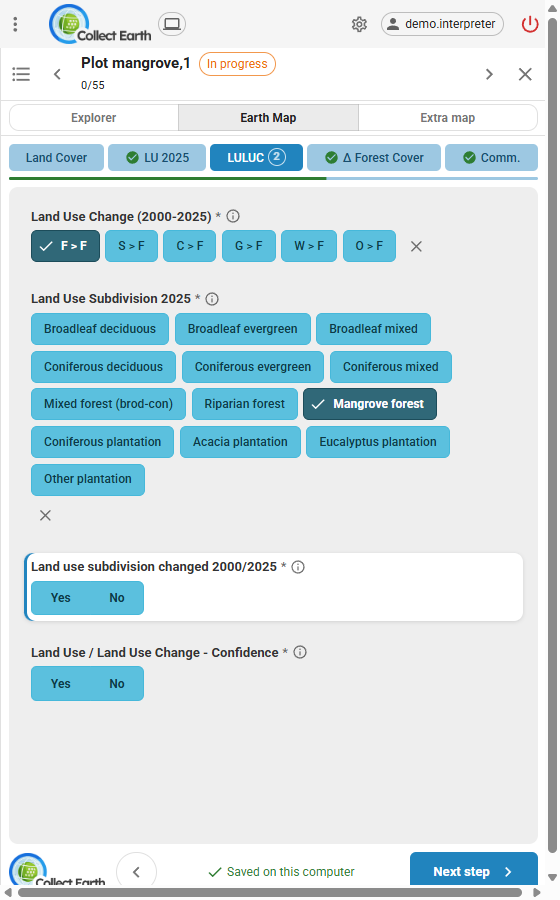 Collect Earth
demo.interpreter
Plot mangrove,1 In progress
0/55
Explorer Earth Map Extra map
Land Cover LU 2025 LULUC 2 Δ Forest Cover Comm.
Land Use Change (2000-2025) *
F > F S > F C > F G > F W > F O > F
Land Use Subdivision 2025 *
Broadleaf deciduous Broadleaf evergreen Broadleaf mixed
Coniferous deciduous Coniferous evergreen Coniferous mixed
Mixed forest (brod-con) Riparian forest Mangrove forest
Coniferous plantation Acacia plantation Eucalyptus plantation
Other plantation
Land use subdivision changed 2000/2025 *
Yes No
Land Use / Land Use Change - Confidence *
Yes No
Collect Earth
Saved on this computer
Next step